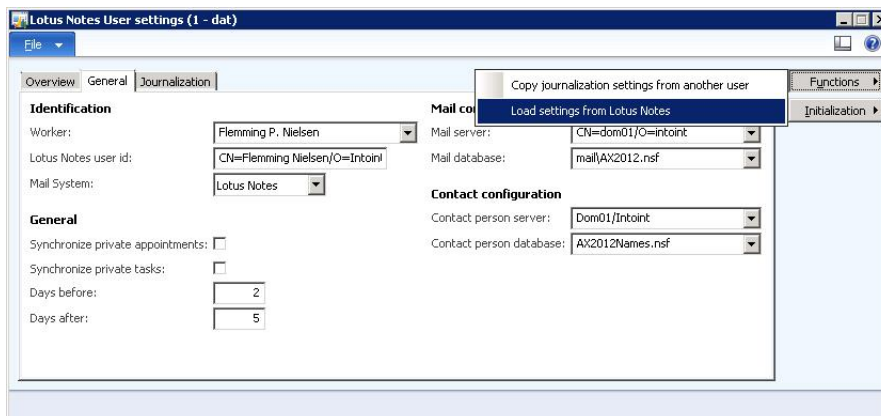 Lotus Notes User settings (1 - dat)
File
Overview General Journalization
Copy journalization settings from another user
Load settings from Lotus Notes
Functions
Initialization
Identification
Worker: Flemming P. Nielsen
Lotus Notes user id: CN=Flemming Nielsen/O=Intoint
Mail System: Lotus Notes
General
Synchronize private appointments:
Synchronize private tasks:
Days before: 2
Days after: 5
Mail co
Mail server: CN=dom01/O=intoint
Mail database: mail\AX2012.nsf
Contact configuration
Contact person server: Dom01/Intoint
Contact person database: AX2012Names.nsf